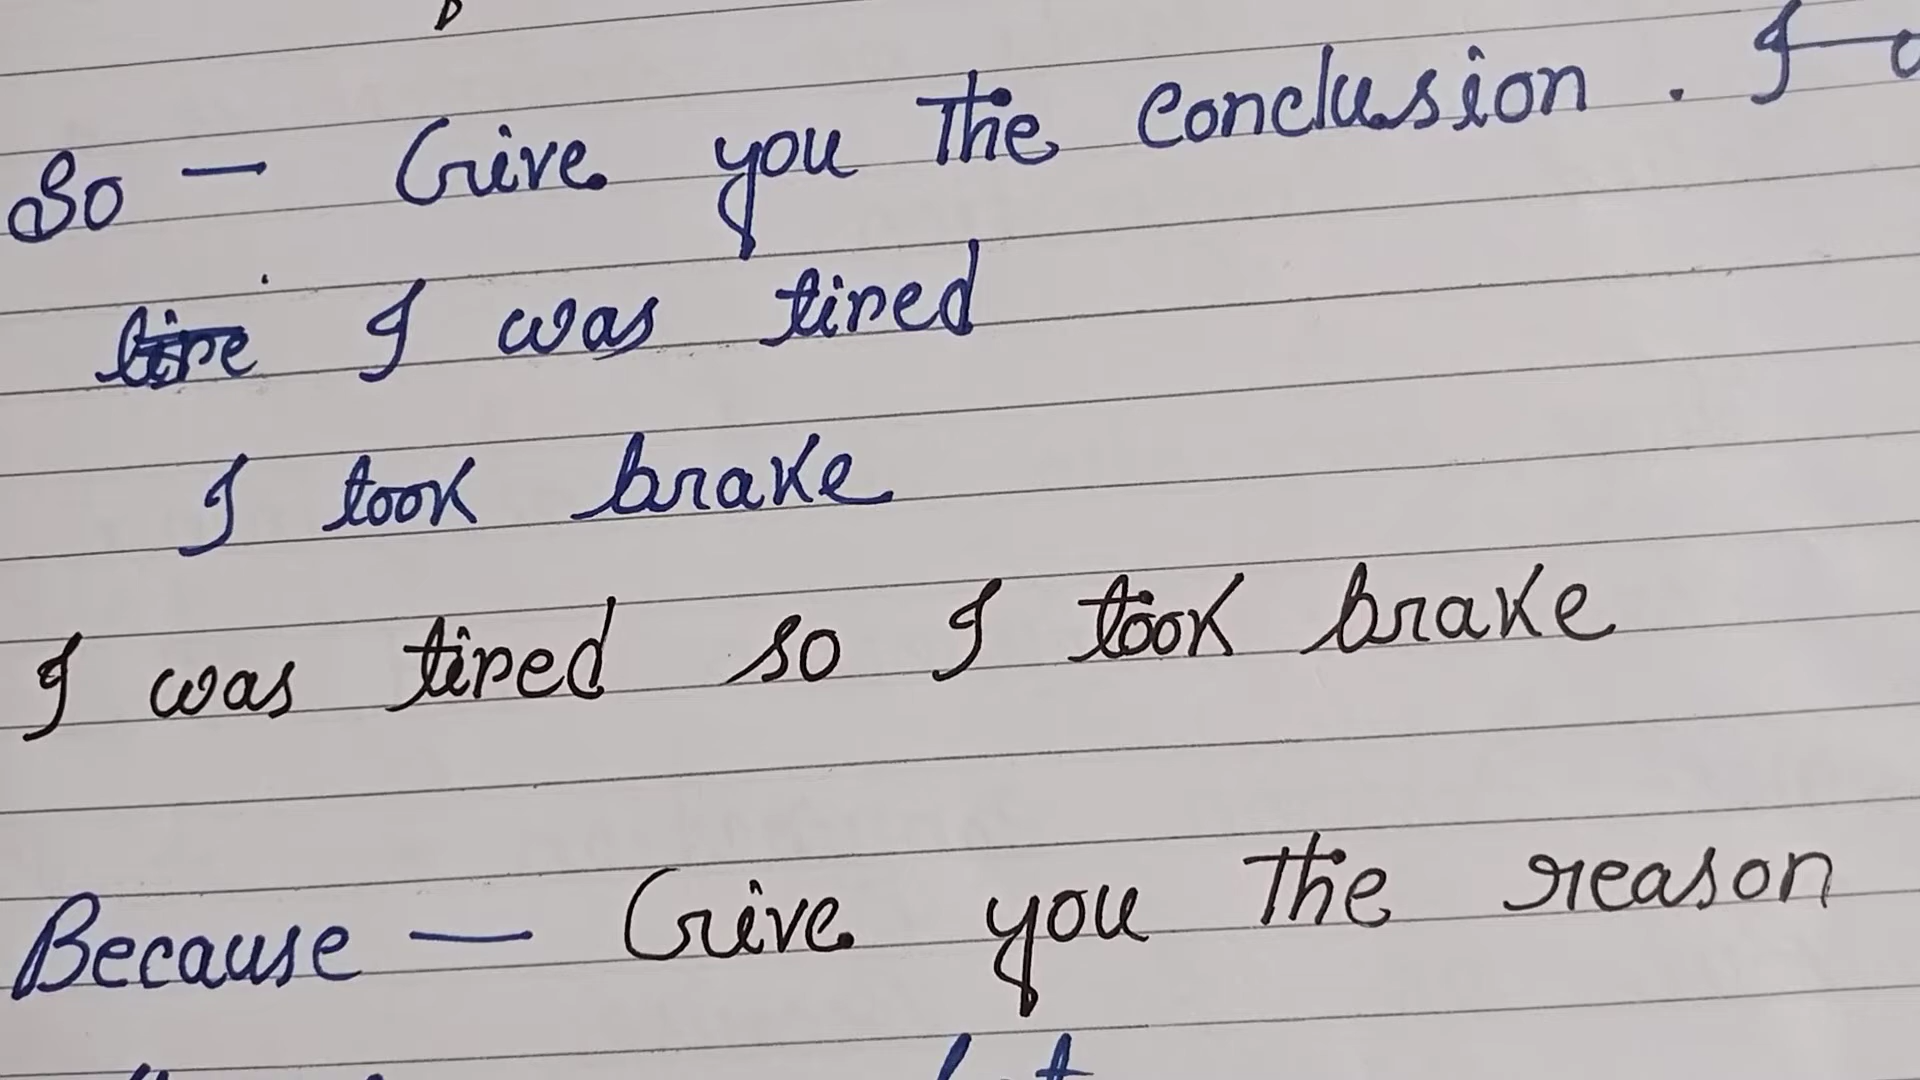 So — Give you the conclusion . I
I was tired
I took brake
I was tired so I took brake
Because — Give you the reason